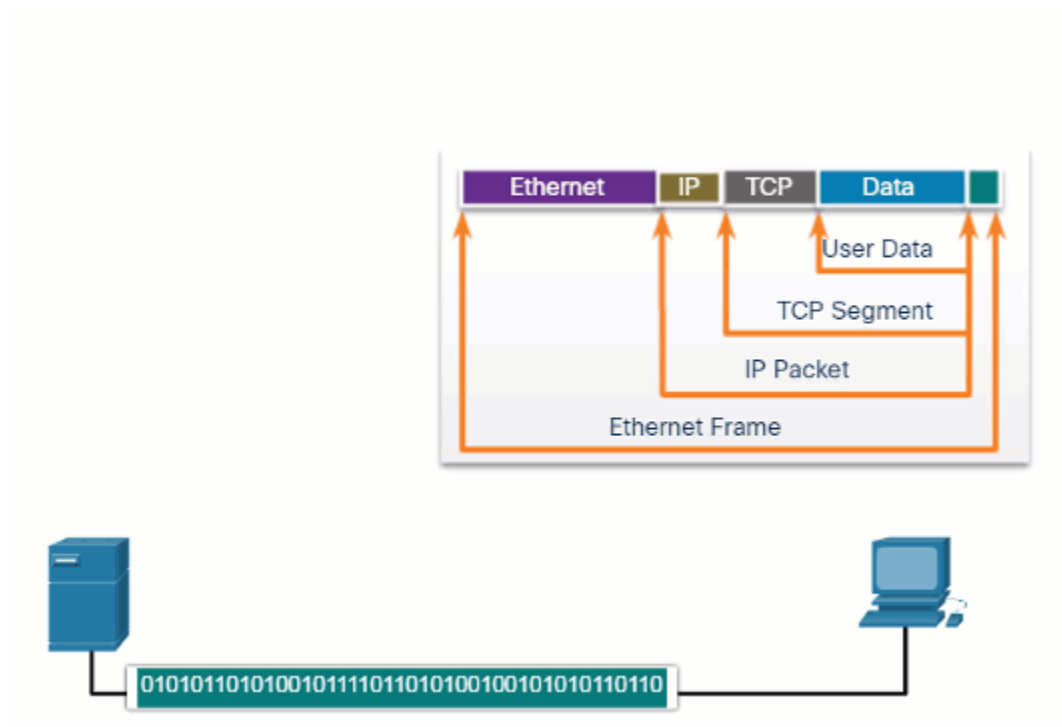 Ethernet IP TCP Data
User Data
TCP Segment
IP Packet
Ethernet Frame
0101011010100101111011010100100101010110110